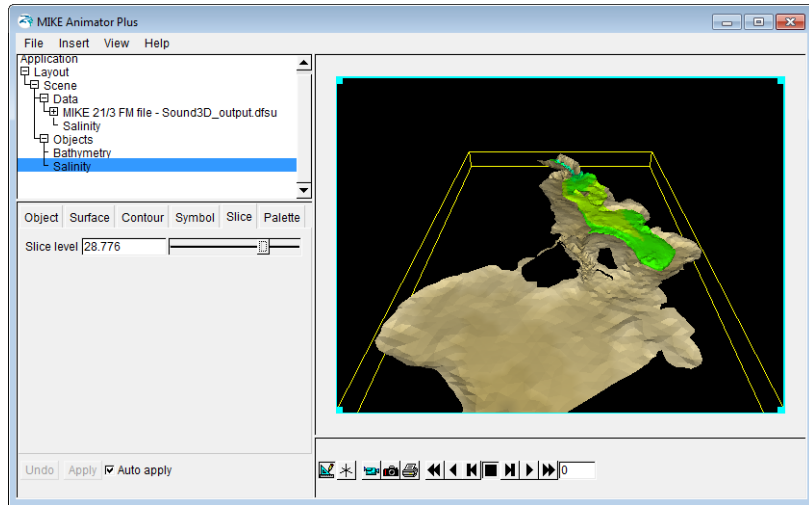 MIKE Animator Plus
File Insert View Help
Application
Layout
Scene
Data
MIKE 21/3 FM file - Sound3D_output.dfsu
Salinity
Objects
Bathymetry
Salinity
Object Surface Contour Symbol Slice Palette
Slice level 28.776
Undo Apply Auto apply
0